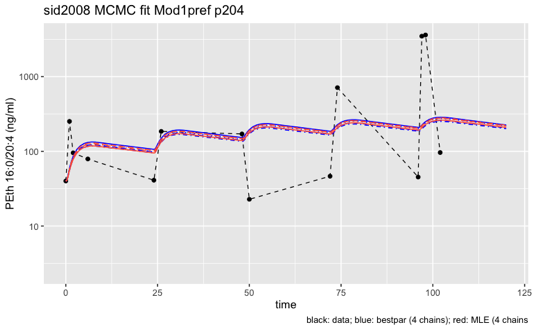 sid2008 MCMC fit Mod1pref p204
PEth 16:0/20:4 (ng/ml)
1000
100
10
0
25
50
75
100
125
time
black: data; blue: bestpar (4 chains); red: MLE (4 chains